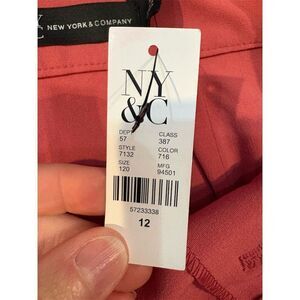 NEW YORK & COMPANY
NY
&C
DEPT CLASS
57 387
STYLE COLOR
7132 716
SIZE MFG
120 94501
57233338
12